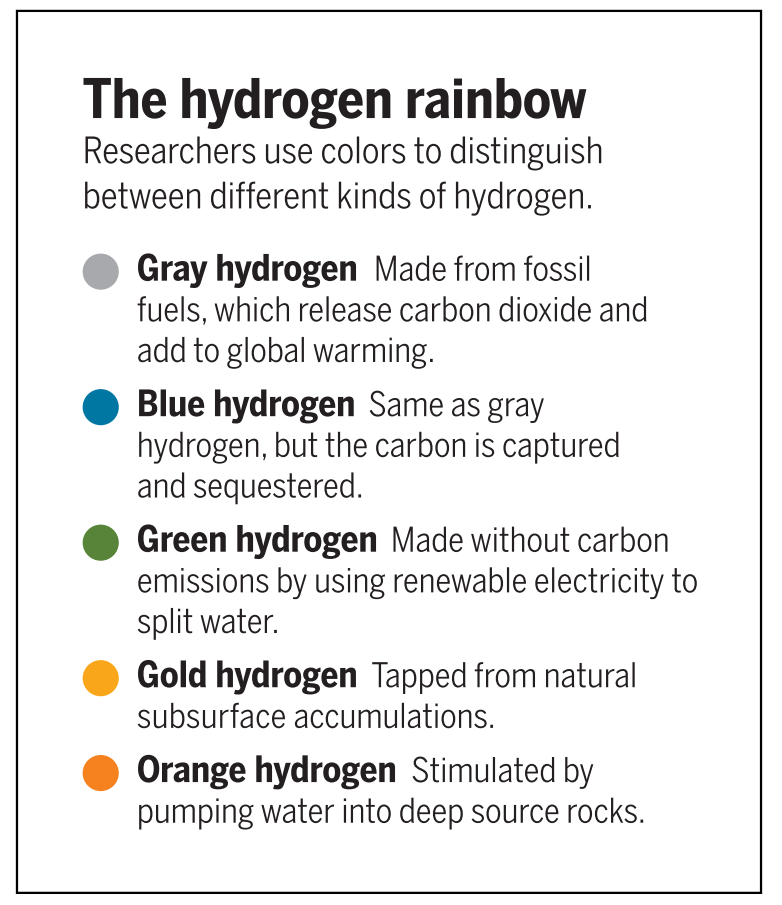 The hydrogen rainbow
Researchers use colors to distinguish
between different kinds of hydrogen.
Gray hydrogen Made from fossil
fuels, which release carbon dioxide and
add to global warming.
Blue hydrogen Same as gray
hydrogen, but the carbon is captured
and sequestered.
Green hydrogen Made without carbon
emissions by using renewable electricity to
split water.
Gold hydrogen Tapped from natural
subsurface accumulations.
Orange hydrogen Stimulated by
pumping water into deep source rocks.